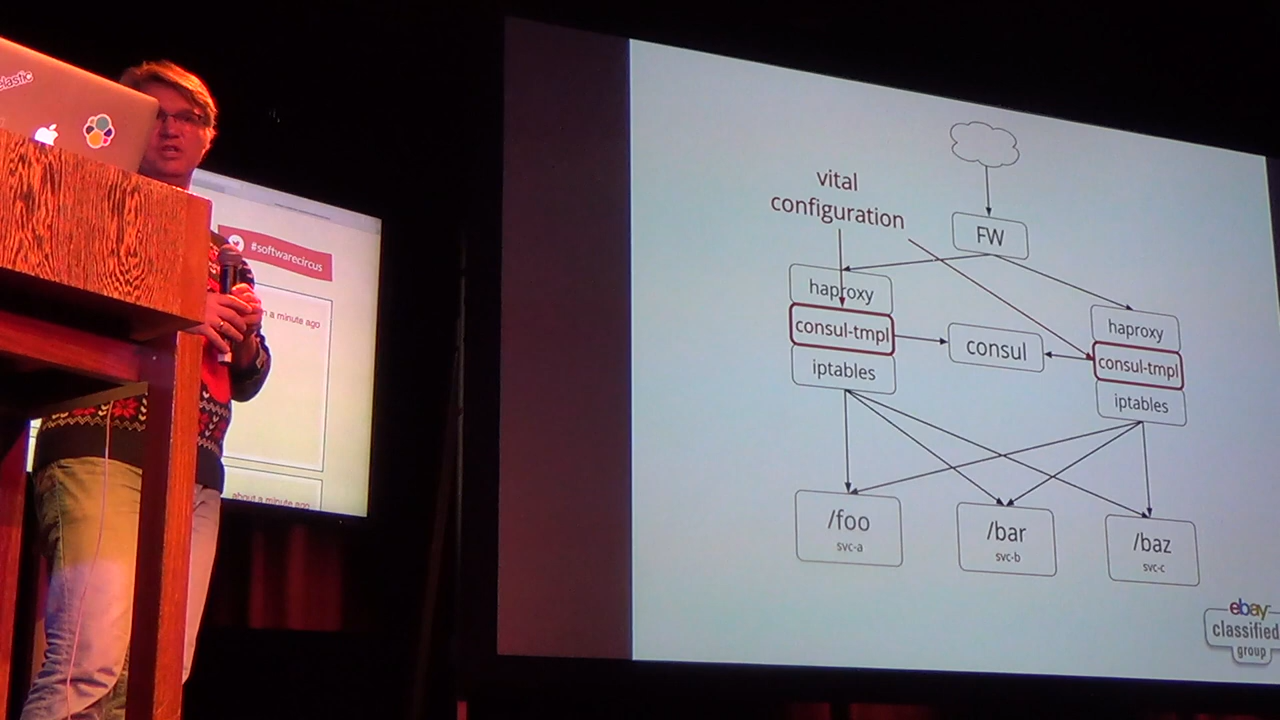 elastic
#softwarecircus
n a minute ago
about a minute ago
vital
configuration
FW
haproxy
consul-tmpl
iptables
consul
haproxy
consul-tmpl
iptables
/foo
svc-a
/bar
svc-b
/baz
svc-c
ebay
classified
group